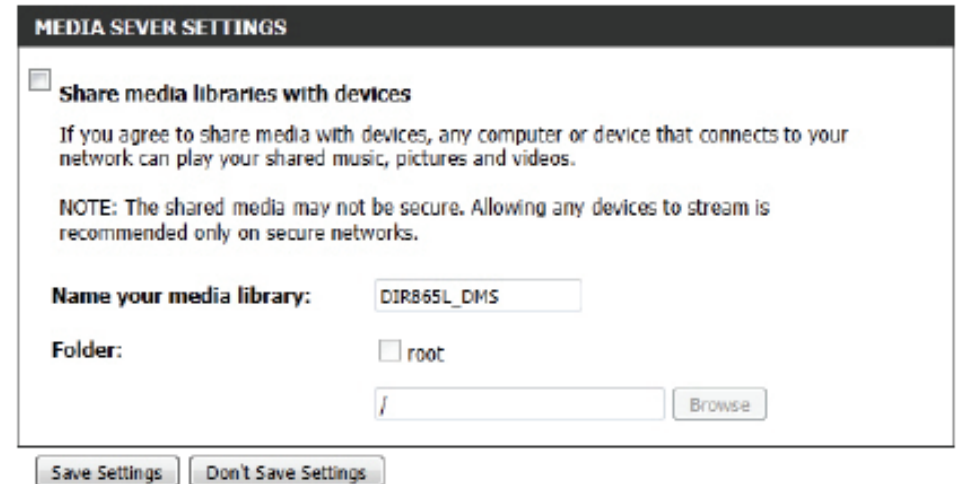 MEDIA SEVER SETTINGS
Share media libraries with devices
If you agree to share media with devices, any computer or device that connects to your
network can play your shared music, pictures and videos.
NOTE: The shared media may not be secure. Allowing any devices to stream is
recommended only on secure networks.
Name your media library: DIR865L_DMS
Folder: root
/ Browse
Save Settings Don't Save Settings